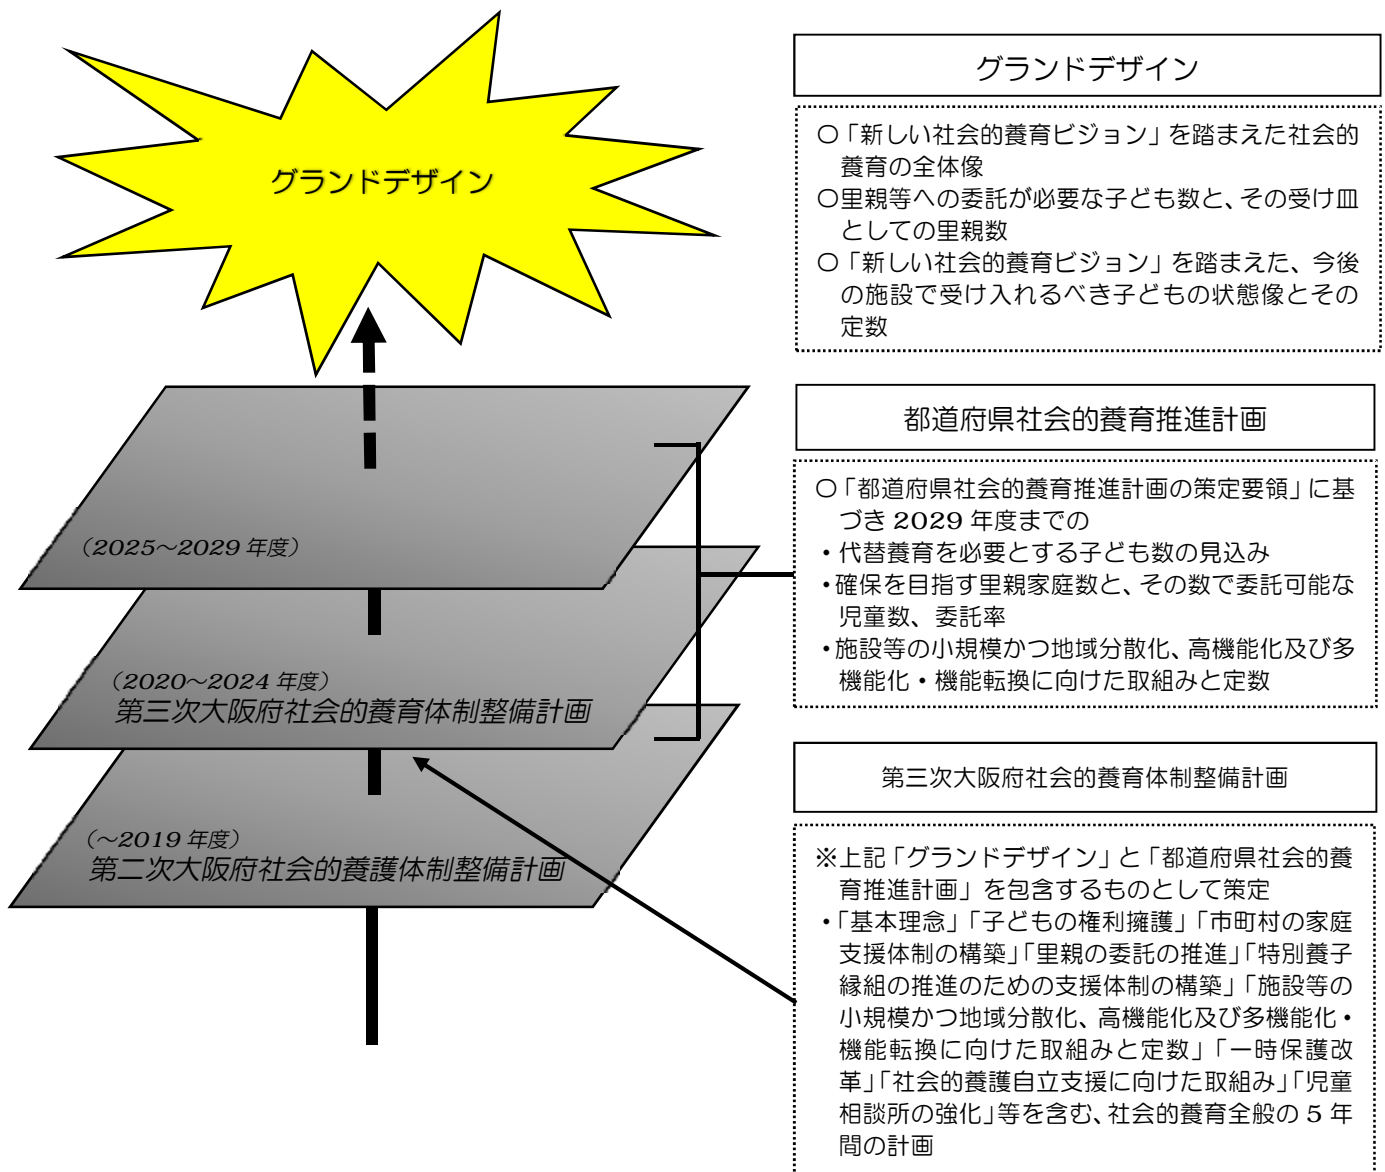 グランドデザイン
（2025～2029 年度）
（2020～2024 年度）
第三次大阪府社会的養育体制整備計画
（～2019 年度）
第二次大阪府社会的養護体制整備計画
グランドデザイン
○「新しい社会的養育ビジョン」を踏まえた社会的
養育の全体像
○里親等への委託が必要な子ども数と、その受け皿
としての里親数
○「新しい社会的養育ビジョン」を踏まえた、今後
の施設で受け入れるべき子どもの状態像とその
定数
都道府県社会的養育推進計画
○「都道府県社会的養育推進計画の策定要領」に基
づき 2029 年度までの
・代替養育を必要とする子ども数の見込み
・確保を目指す里親家庭数と、その数で委託可能な
児童数、委託率
・施設等の小規模かつ地域分散化、高機能化及び多
機能化・機能転換に向けた取組みと定数
第三次大阪府社会的養育体制整備計画
※上記「グランドデザイン」と「都道府県社会的養
育推進計画」を包含するものとして策定
・「基本理念」「子どもの権利擁護」「市町村の家庭
支援体制の構築」「里親の委託の推進」「特別養子
縁組の推進のための支援体制の構築」「施設等の
小規模かつ地域分散化、高機能化及び多機能化・
機能転換に向けた取組みと定数」「一時保護改
革」「社会的養護自立支援に向けた取組み」「児童
相談所の強化」等を含む、社会的養育全般の 5 年
間の計画